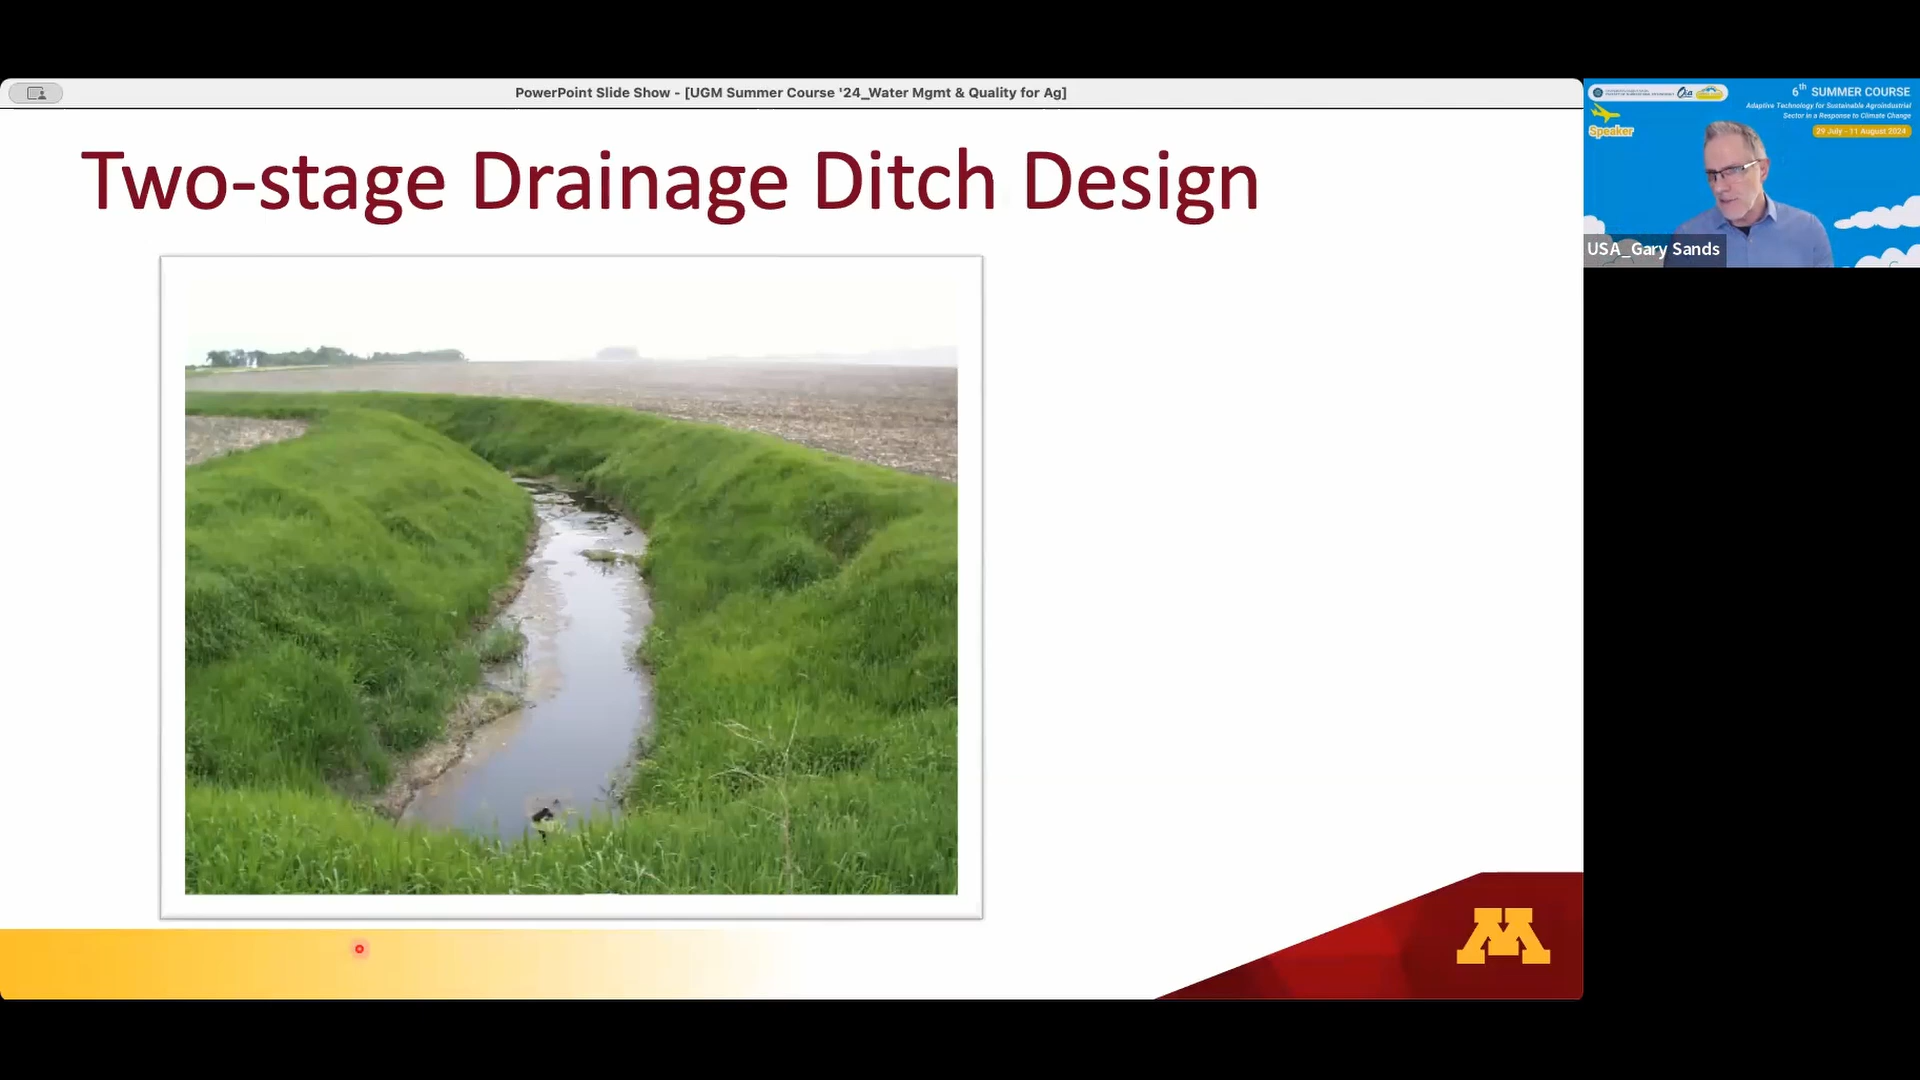 PowerPoint Slide Show - [UGM Summer Course '24_Water Mgmt & Quality for Ag]
Two-stage Drainage Ditch Design
6th SUMMER COURSE
Adaptive Technology for Sustainable Agroindustrial
Sector in a Response to Climate Change
29 July - 11 August 2024
Speaker
USA_Gary Sands
M